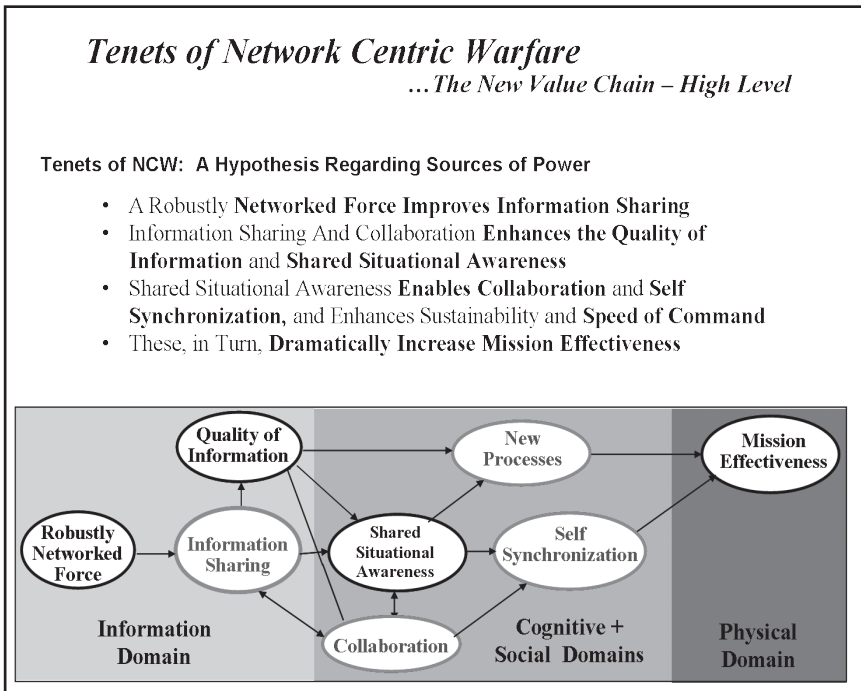 Tenets of Network Centric Warfare
…The New Value Chain – High Level
Tenets of NCW: A Hypothesis Regarding Sources of Power
• A Robustly Networked Force Improves Information Sharing
• Information Sharing And Collaboration Enhances the Quality of
Information and Shared Situational Awareness
• Shared Situational Awareness Enables Collaboration and Self
Synchronization, and Enhances Sustainability and Speed of Command
• These, in Turn, Dramatically Increase Mission Effectiveness
Quality of
Information
New
Processes
Mission
Effectiveness
Robustly
Networked
Force
Information
Sharing
Shared
Situational
Awareness
Self
Synchronization
Collaboration
Information
Domain
Cognitive +
Social Domains
Physical
Domain